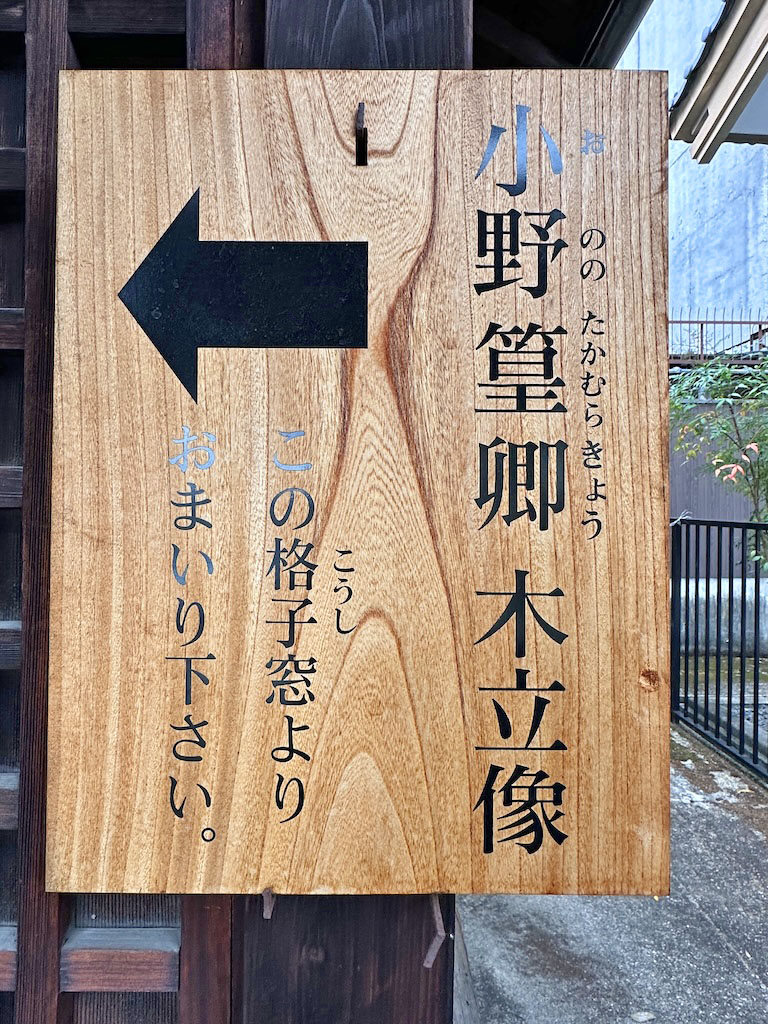 小野篁卿 木立像
おののたかむらきょう
この格子窓より
こうし
おまいり下さい。